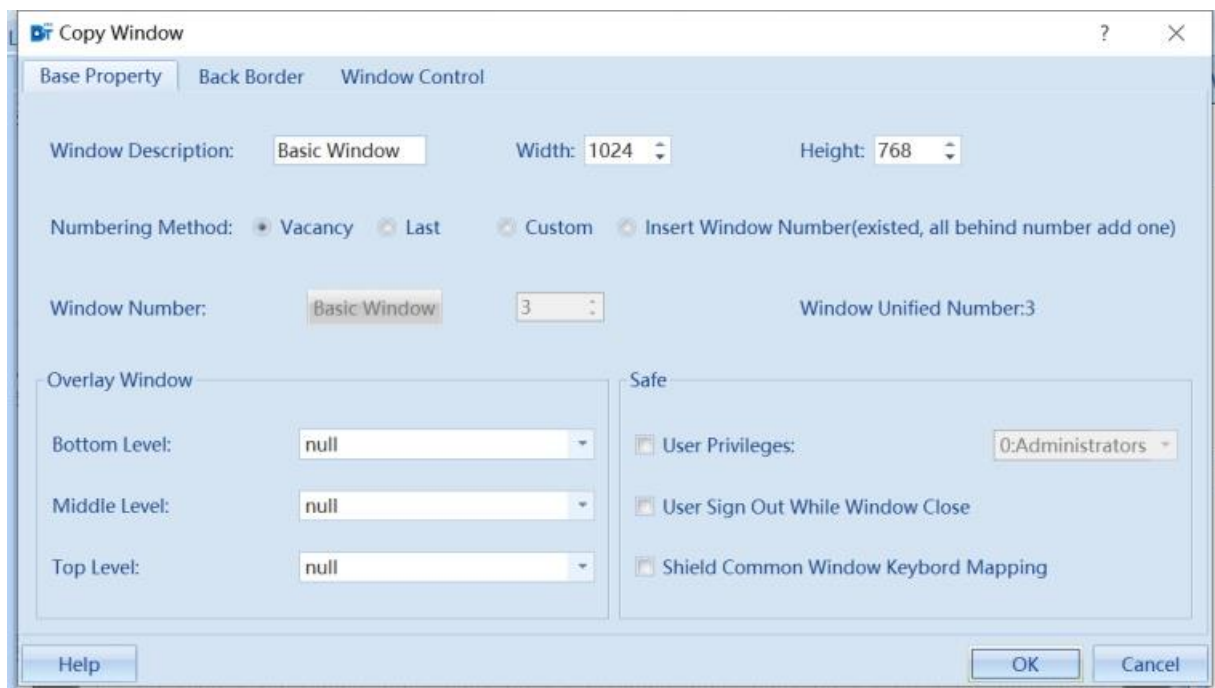 Copy Window ?
Base Property Back Border Window Control
Window Description: Basic Window Width: 1024 Height: 768
Numbering Method: Vacancy Last Custom Insert Window Number(existed, all behind number add one)
Window Number: Basic Window 3 Window Unified Number:3
Overlay Window
Bottom Level: null
Middle Level: null
Top Level: null
Safe
User Privileges: 0:Administrators
User Sign Out While Window Close
Shield Common Window Keybord Mapping
Help OK Cancel